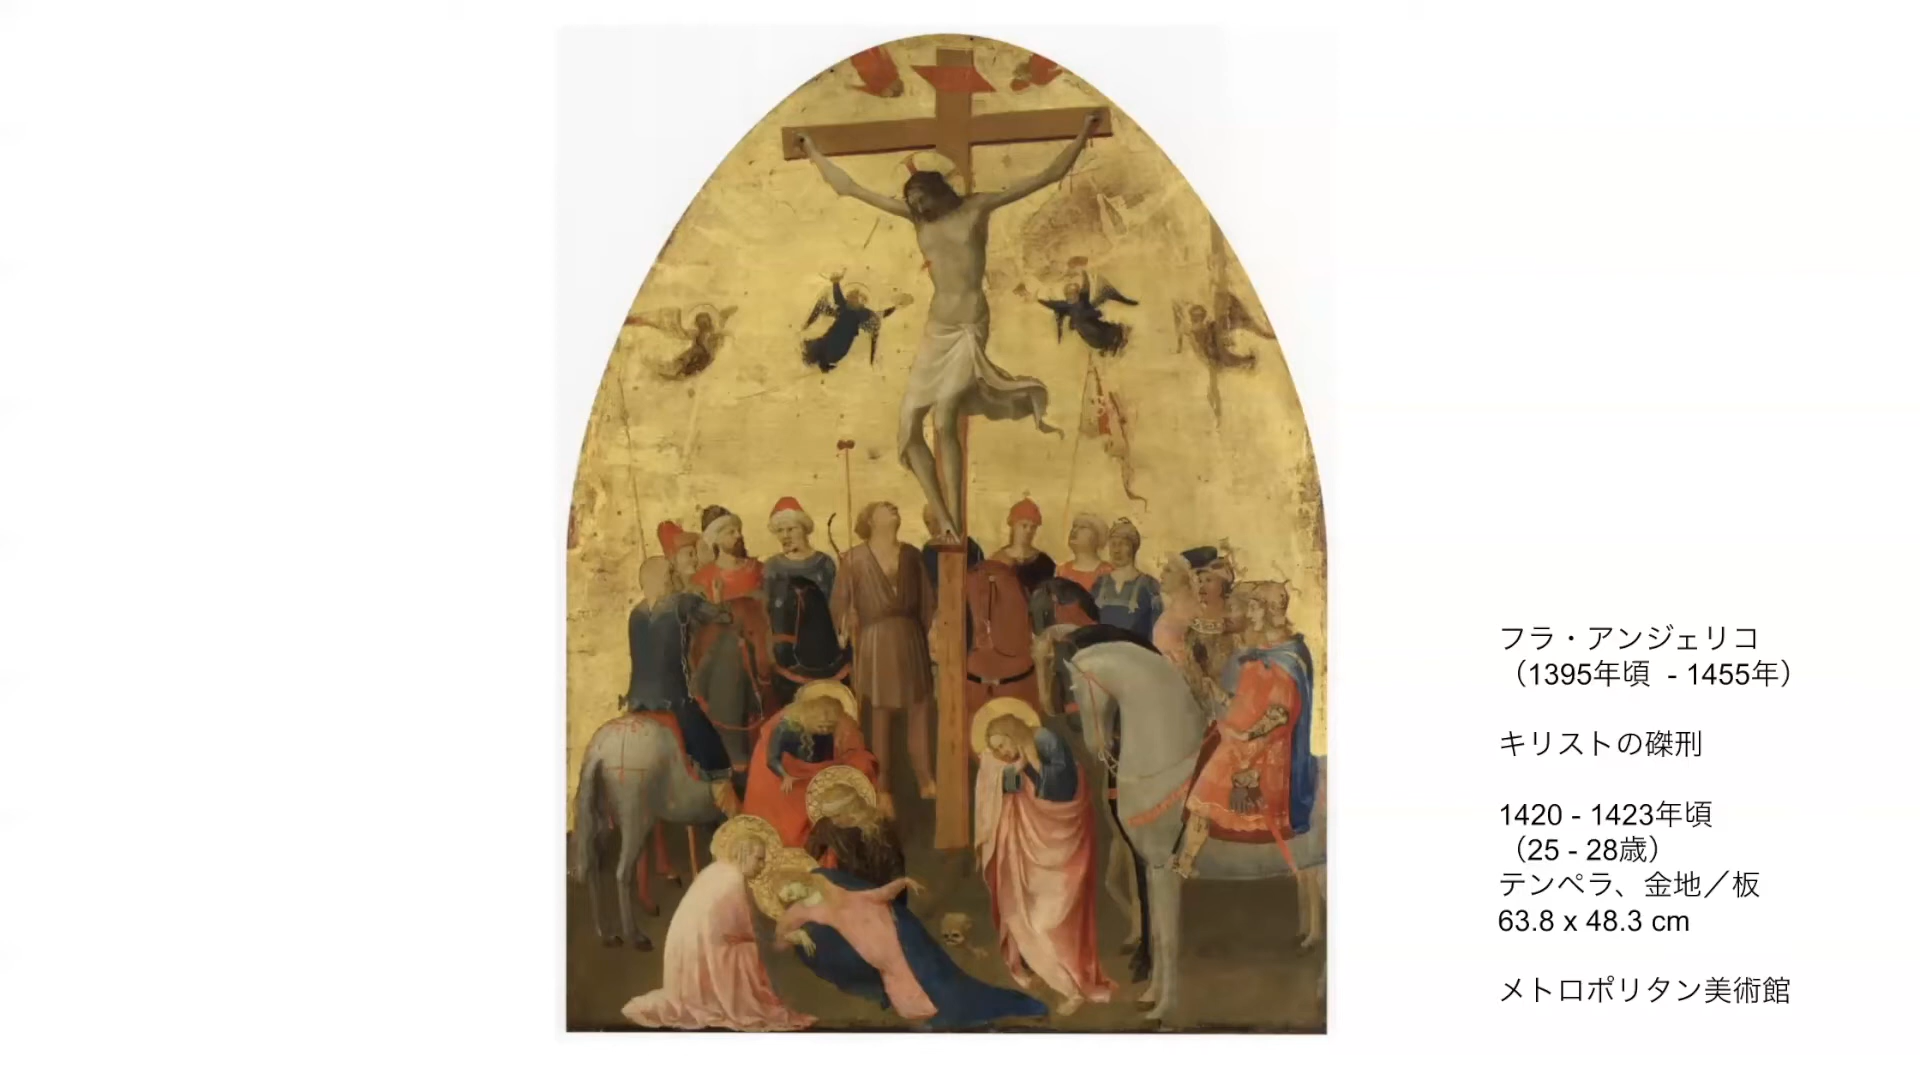 フラ・アンジェリコ
（1395年頃 - 1455年）
キリストの磔刑
1420 - 1423年頃
（25 - 28歳）
テンペラ、金地／板
63.8 x 48.3 cm
メトロポリタン美術館